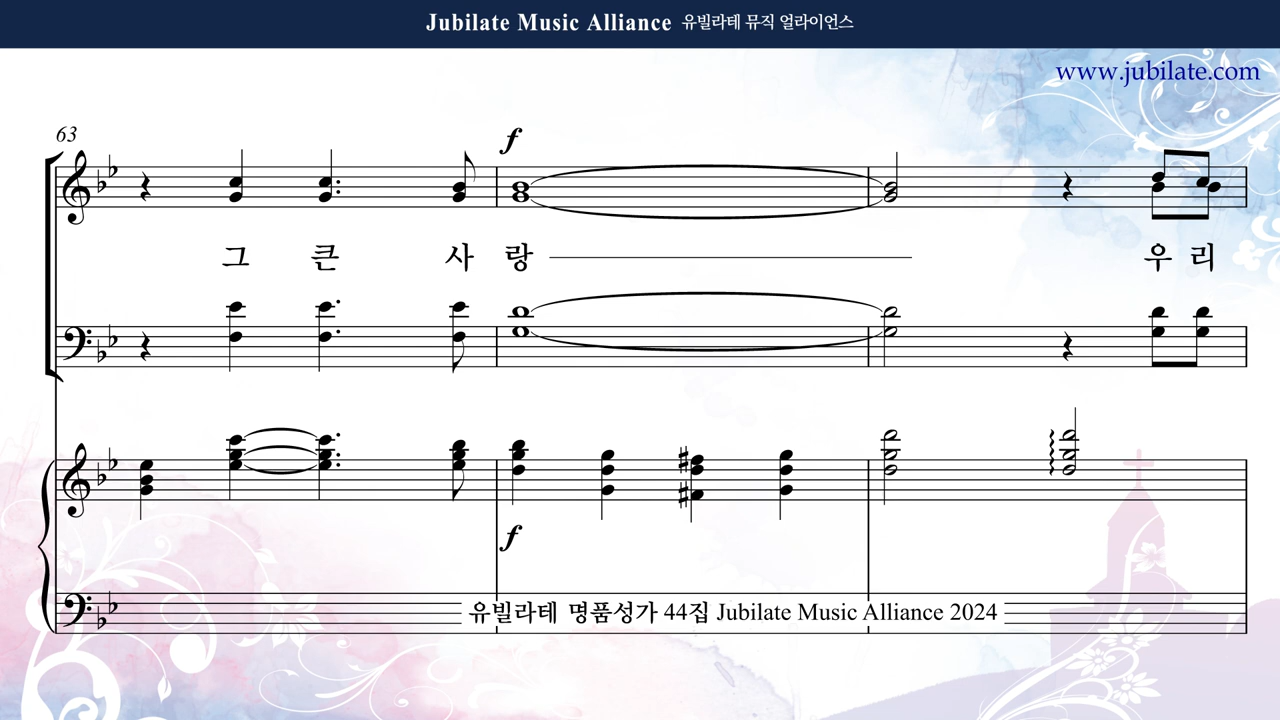 Jubilate Music Alliance 유빌라테 뮤직 얼라이언스
www.jubilate.com
63
f
그 큰 사 랑 우 리
f
유빌라테 명품성가 44집 Jubilate Music Alliance 2024